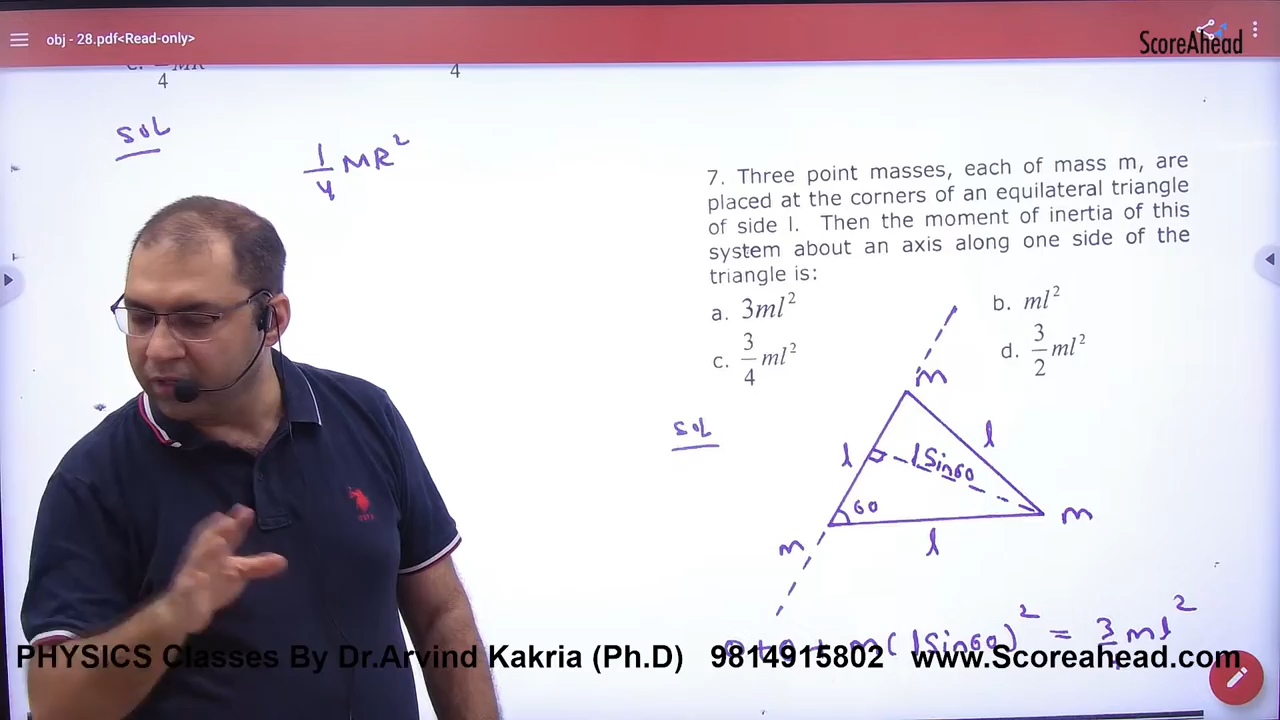 obj - 28.pdf<Read-only>
ScoreAhead
4
4
SOL
1/4 MR²
7. Three point masses, each of mass m, are
placed at the corners of an equilateral triangle
of side l. Then the moment of inertia of this
system about an axis along one side of the
triangle is:
a. 3ml²
b. ml²
c. 3/4 ml²
d. 3/2 ml²
SOL
m
l
l
l Sin60
60
m
m
l
m(lSin60)² = 3/ ml²
PHYSICS Classes By Dr.Arvind Kakria (Ph.D) 9814915802 www.Scoreahead.com